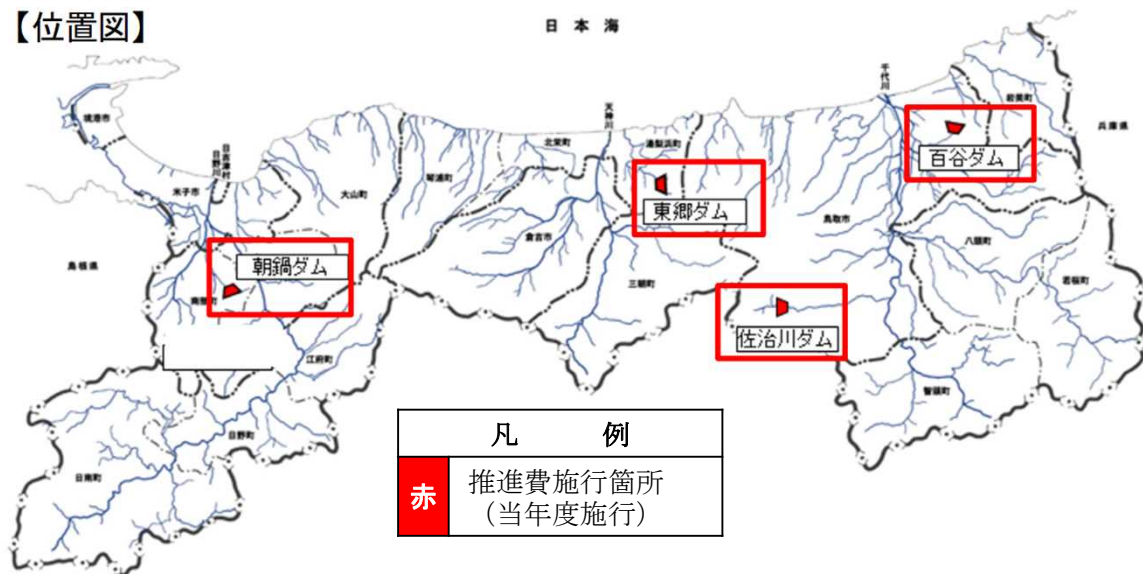 【位置図】
日 本 海
境港市
米子市
日野川
日吉津村
大山町
琴浦町
北栄町
天神川
湯梨浜町
千代川
岩美町
兵庫県
百谷ダム
東郷ダム
鳥取市
八頭町
若桜町
倉吉市
三朝町
島根県
朝鍋ダム
南部町
佐治川ダム
江府町
智頭町
日野町
日南町
凡 例
赤
推進費施行箇所
（当年度施行）